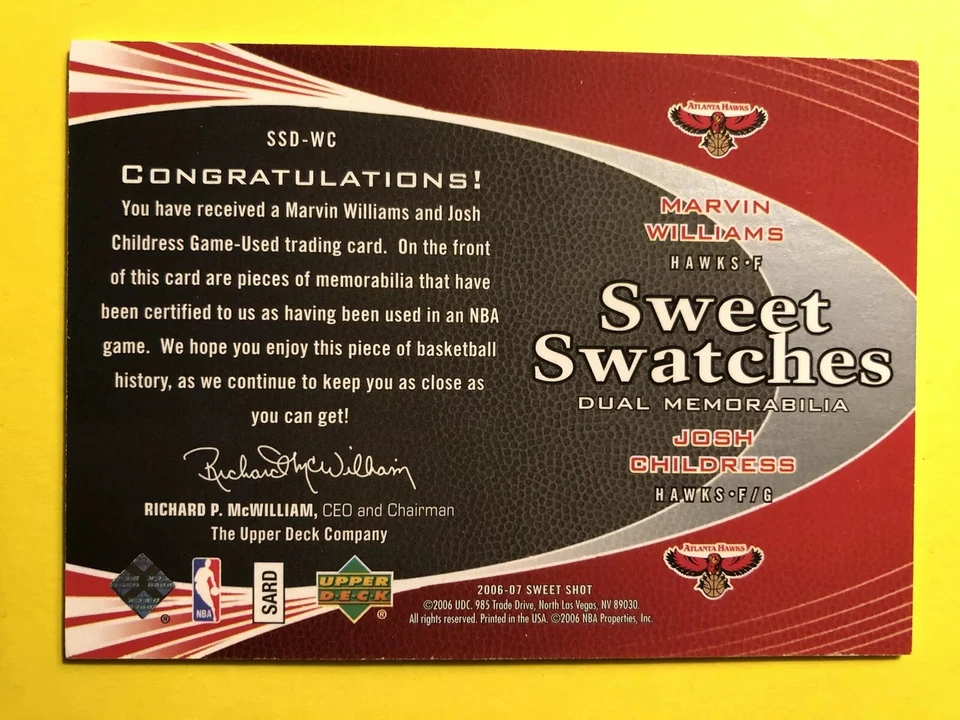 SSD-WC
CONGRATULATIONS!
You have received a Marvin Williams and Josh
Childress Game-Used trading card. On the front
of this card are pieces of memorabilia that have
been certified to us as having been used in an NBA
game. We hope you enjoy this piece of basketball
history, as we continue to keep you as close as
you can get!
Richard P. McWilliam
RICHARD P. McWILLIAM, CEO and Chairman
The Upper Deck Company
ATLANTA HAWKS
MARVIN
WILLIAMS
HAWKS•F
Sweet
Swatches
DUAL MEMORABILIA
JOSH
CHILDRESS
HAWKS•F/G
ATLANTA HAWKS
®
NBA
SARD
UPPER
D·E·C·K
®
2006-07 SWEET SHOT
©2006 UDC. 985 Trade Drive, North Las Vegas, NV 89030.
All rights reserved. Printed in the USA. ©2006 NBA Properties, Inc.